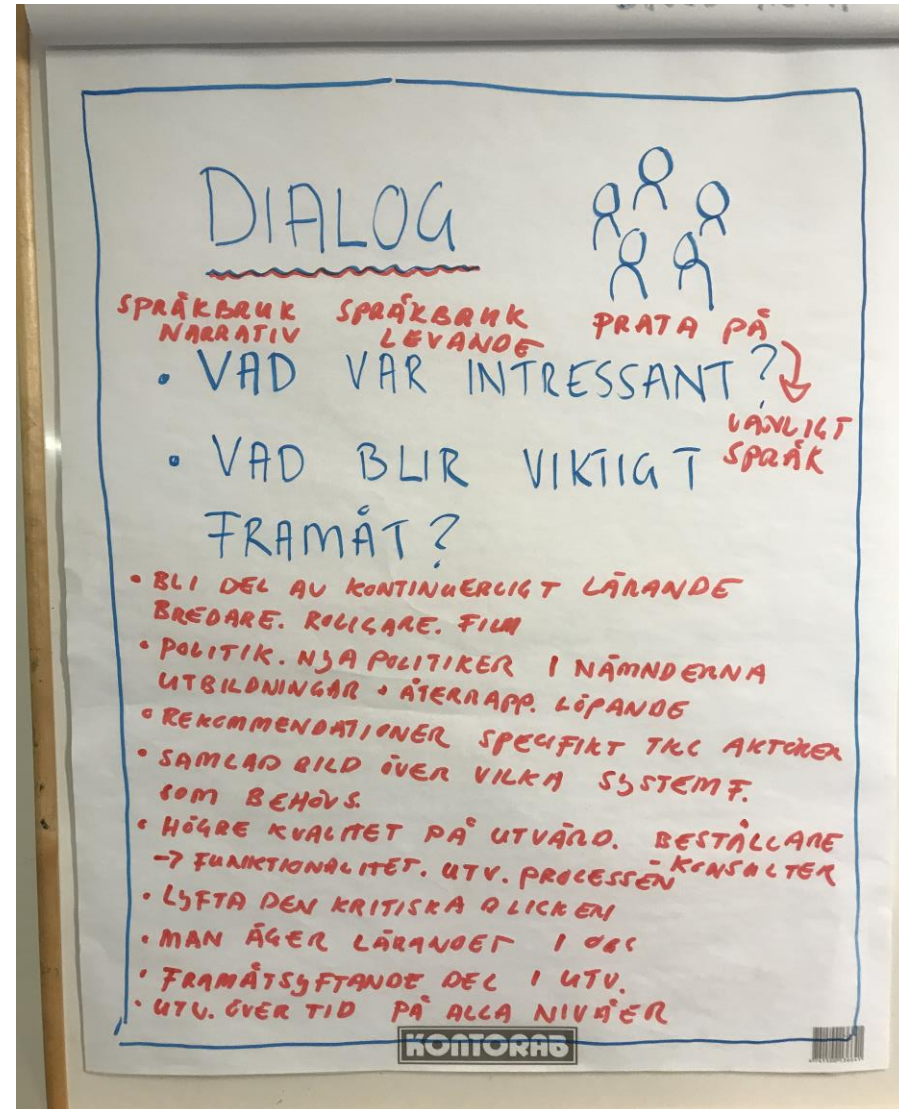 DIALOG
SPRÅKBRUK SPRÅKBRUK PRATA PÅ
NARRATIV LEVANDE
• VAD VAR INTRESSANT?
VANLIGT
SPRÅK
• VAD BLIR VIKTIGT
FRAMÅT?
• BLI DEL AV KONTINUERLIGT LÄRANDE
BREDARE. ROLIGARE. FILM
• POLITIK. NYA POLITIKER I NÄMNDERNA
UTBILDNINGAR • ÅTERRAPP. LÖPANDE
• REKOMMENDATIONER SPECIFIKT TILL AKTÖRER
• SAMLAD BILD ÖVER VILKA SYSTEMF.
SOM BEHÖVS.
• HÖGRE KVALITET PÅ UTVÄRD. BESTÄLLARE
→ FUNKTIONALITET. UTV. PROCESSEN - KONSULTER
• LYFTA DEN KRITISKA BLICKEN
• MAN ÄGER LÄRANDET I
• FRAMÅTSYFTANDE DEL I UTV.
• UTV. ÖVER TID PÅ ALLA NIVÅER
KONTORAB